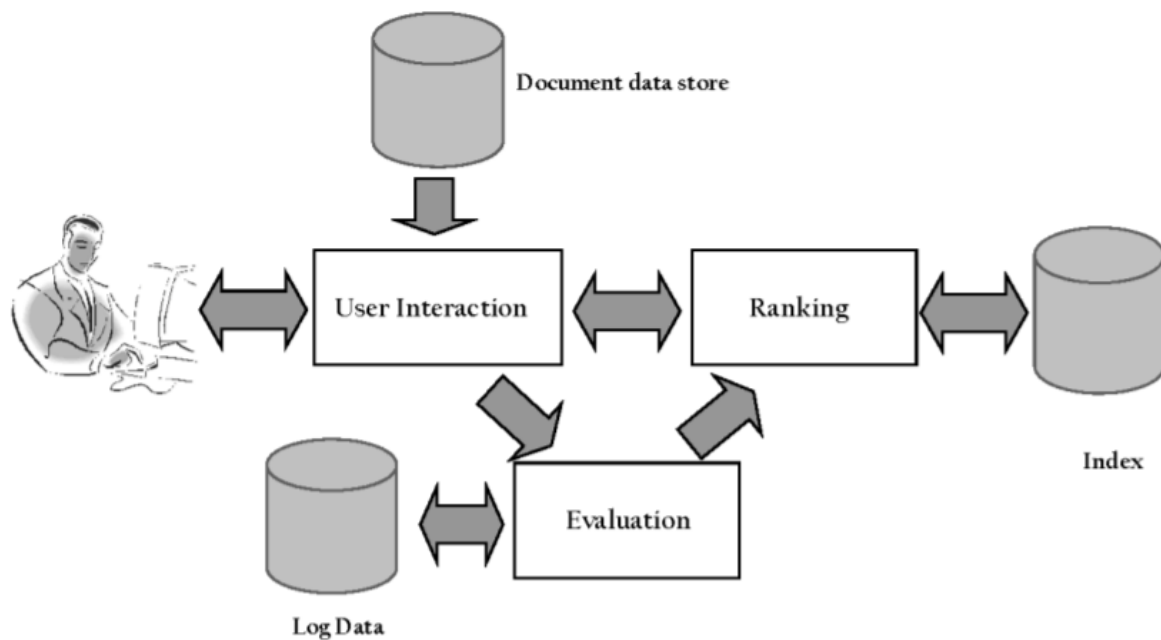 Document data store
User Interaction
Ranking
Index
Evaluation
Log Data